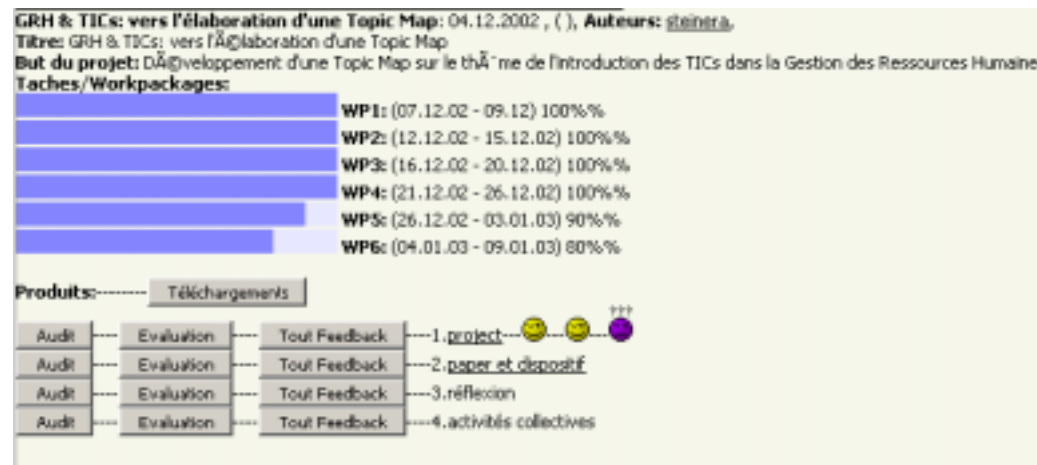 GRH & TICs: vers l'élaboration d'une Topic Map: 04.12.2002 , ( ), Auteurs: steinera,
Titre: GRH & TICs: vers l'Ã©laboration d'une Topic Map
But du projet: DÃ©veloppement d'une Topic Map sur le thÃ¨me de l'introduction des TICs dans la Gestion des Ressources Humaine
Taches/Workpackages:
WP1: (07.12.02 - 09.12) 100%%
WP2: (12.12.02 - 15.12.02) 100%%
WP3: (16.12.02 - 20.12.02) 100%%
WP4: (21.12.02 - 26.12.02) 100%%
WP5: (26.12.02 - 03.01.03) 90%%
WP6: (04.01.03 - 09.01.03) 80%%
Produits:-------- Téléchargements
††† 
Audit ---- Evaluation ---- Tout Feedback ----1.project---...---...---
Audit ---- Evaluation ---- Tout Feedback ----2.paper et dispositif
Audit ---- Evaluation ---- Tout Feedback ----3.réflexion
Audit ---- Evaluation ---- Tout Feedback ----4.activités collectives